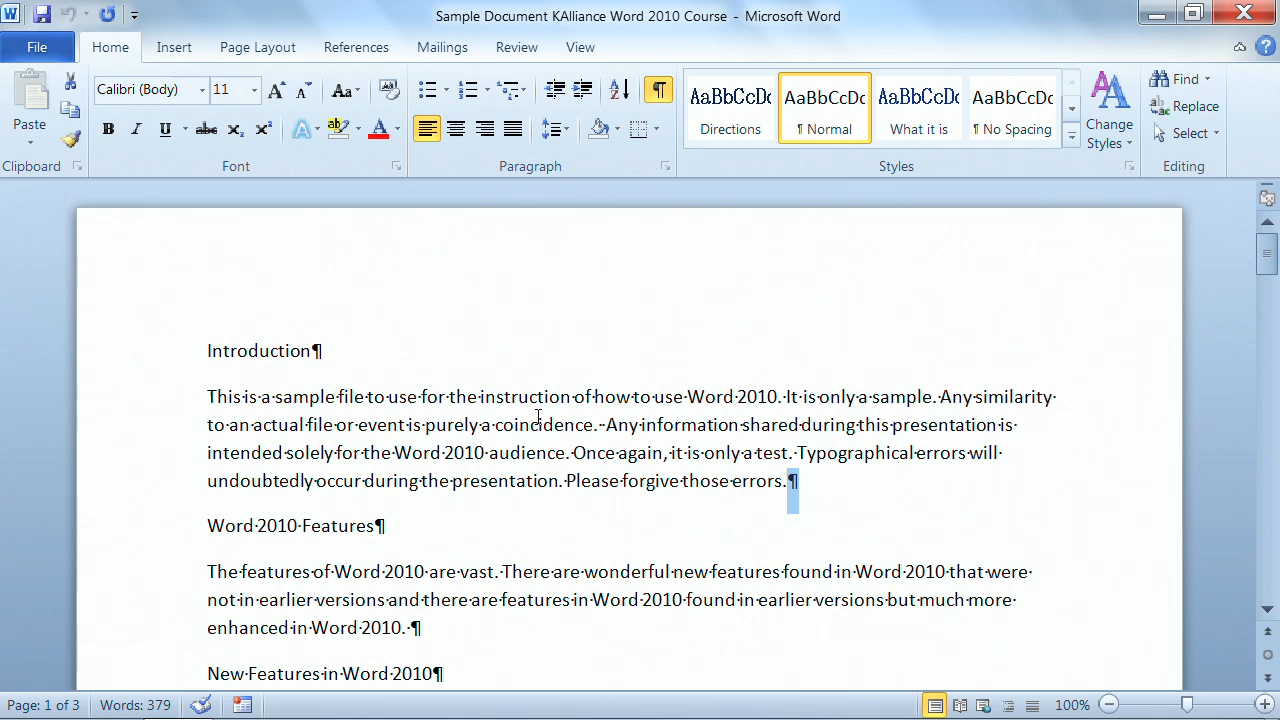 Sample Document KAlliance Word 2010 Course - Microsoft Word
File Home Insert Page Layout References Mailings Review View
Paste
Clipboard
Calibri (Body) 11
Aa
B I U abc x₂ x²
A ab A
Font
Paragraph
AaBbCcDc AaBbCcDc AaBbCcDc AaBbCcDc
Directions ¶ Normal What it is ¶ No Spacing
Change Styles
Styles
Find
Replace
Select
Editing
Introduction¶
This·is·a·sample·file·to·use·for·the·instruction·of·how·to·use·Word·2010.·It·is·only·a·sample.·Any·similarity·
to·an·actual·file·or·event·is·purely·a·coincidence.··Any·information·shared·during·this·presentation·is·
intended·solely·for·the·Word·2010·audience.·Once·again,·it·is·only·a·test.·Typographical·errors·will·
undoubtedly·occur·during·the·presentation.·Please·forgive·those·errors.¶
Word·2010·Features¶
The·features·of·Word·2010·are·vast.·There·are·wonderful·new·features·found·in·Word·2010·that·were·
not·in·earlier·versions·and·there·are·features·in·Word·2010·found·in·earlier·versions·but·much·more·
enhanced·in·Word·2010.·¶
New·Features·in·Word·2010¶
Page: 1 of 3 Words: 379 100%